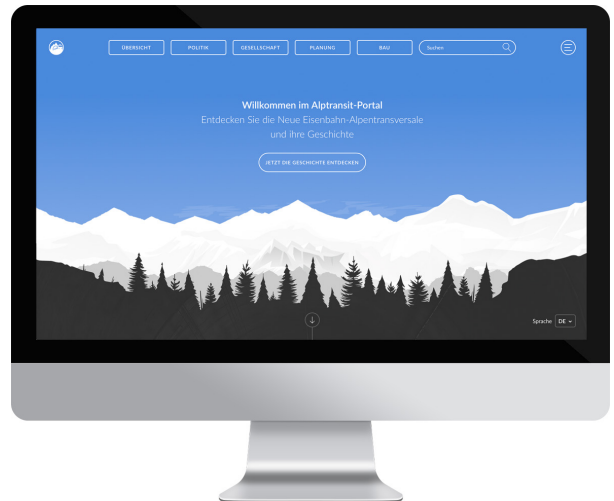 ÜBERSICHT
POLITIK
GESELLSCHAFT
PLANUNG
BAU
Suchen
Willkommen im Alptransit-Portal
Entdecken Sie die Neue Eisenbahn-Alpentransversale
und ihre Geschichte
JETZT DIE GESCHICHTE ENTDECKEN
Sprache DE